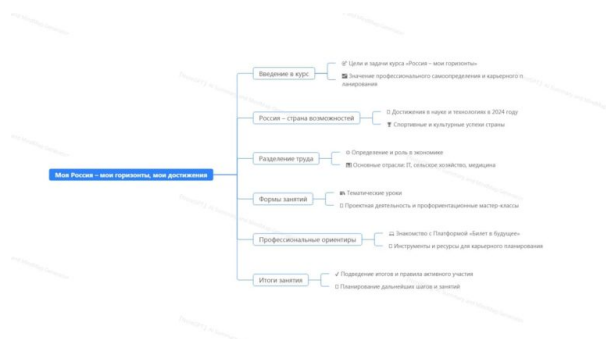 Моя Россия – мои горизонты, мои достижения
Введение в курс
Цели и задачи курса «Россия – мои горизонты»
Значение профессионального самоопределения и карьерного п
ланирования
Россия – страна возможностей
Достижения в науке и технологиях в 2024 году
Спортивные и культурные успехи страны
Разделение труда
Определение и роль в экономике
Основные отрасли: IT, сельское хозяйство, медицина
Формы занятий
Тематические уроки
Проектная деятельность и профориентационные мастер-классы
Профессиональные ориентиры
Знакомство с Платформой «Билет в будущее»
Инструменты и ресурсы для карьерного планирования
Итоги занятия
Подведение итогов и правила активного участия
Планирование дальнейших шагов и занятий